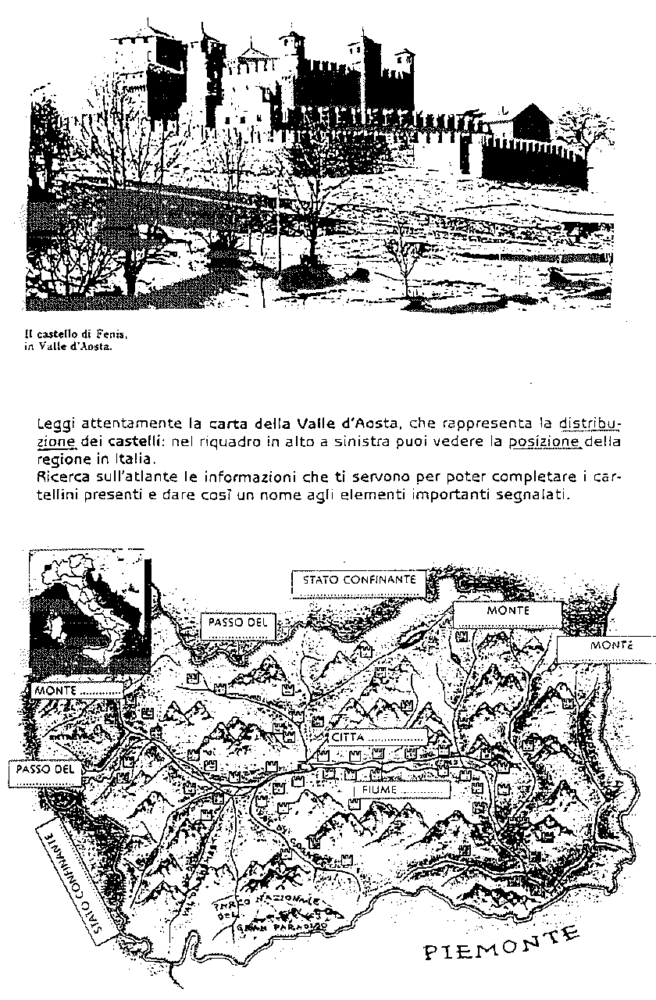 Il castello di Fenis,
in Valle d'Aosta.
Leggi attentamente la carta della Valle d'Aosta, che rappresenta la distribu-
zione dei castelli: nel riquadro in alto a sinistra puoi vedere la posizione della
regione in Italia.
Ricerca sull'atlante le informazioni che ti servono per poter completare i car-
tellini presenti e dare così un nome agli elementi importanti segnalati.
STATO CONFINANTE
MONTE
PASSO DEL
MONTE
MONTE ............
CITTA ................
PASSO DEL
FIUME ...............
STATO CONFINANTE
PARCO NAZIONALE
DEL
GRAN PARADISO
PIEMONTE